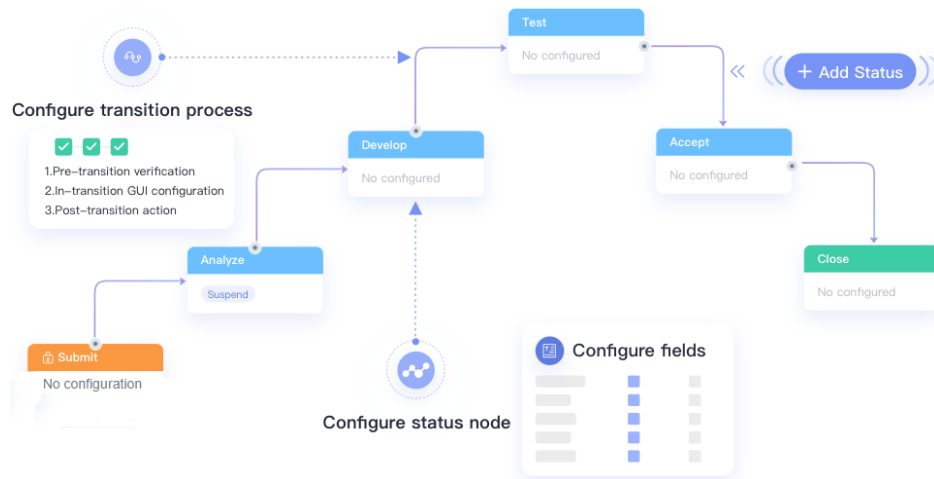 Test
No configured
+ Add Status
Configure transition process
1.Pre-transition verification
2.In-transition GUI configuration
3.Post-transition action
Develop
No configured
Accept
No configured
Analyze
Suspend
Close
No configured
Submit
No configuration
Configure fields
Configure status node